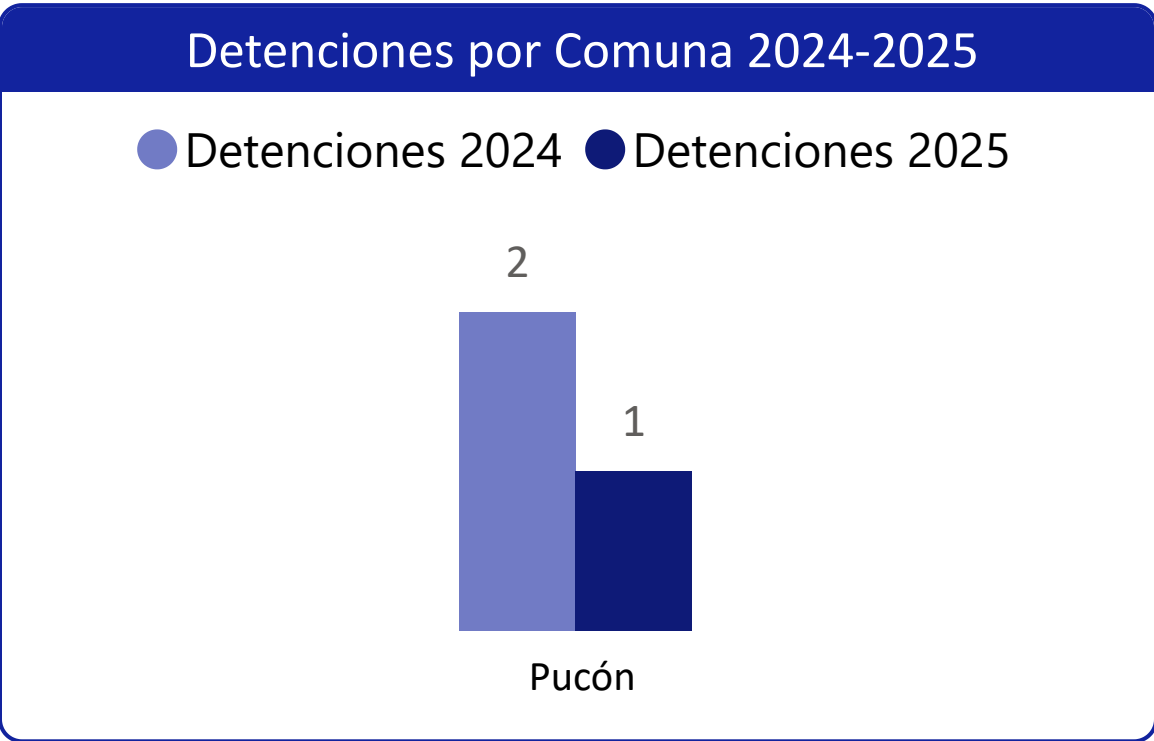 Detenciones por Comuna 2024-2025
Detenciones 2024 Detenciones 2025
2
1
Pucón